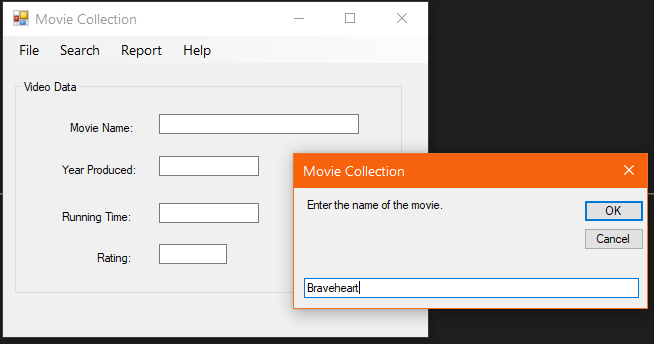 Movie Collection
File Search Report Help
Video Data
Movie Name:
Year Produced:
Running Time:
Rating:
Movie Collection
Enter the name of the movie.
OK
Cancel
Braveheart